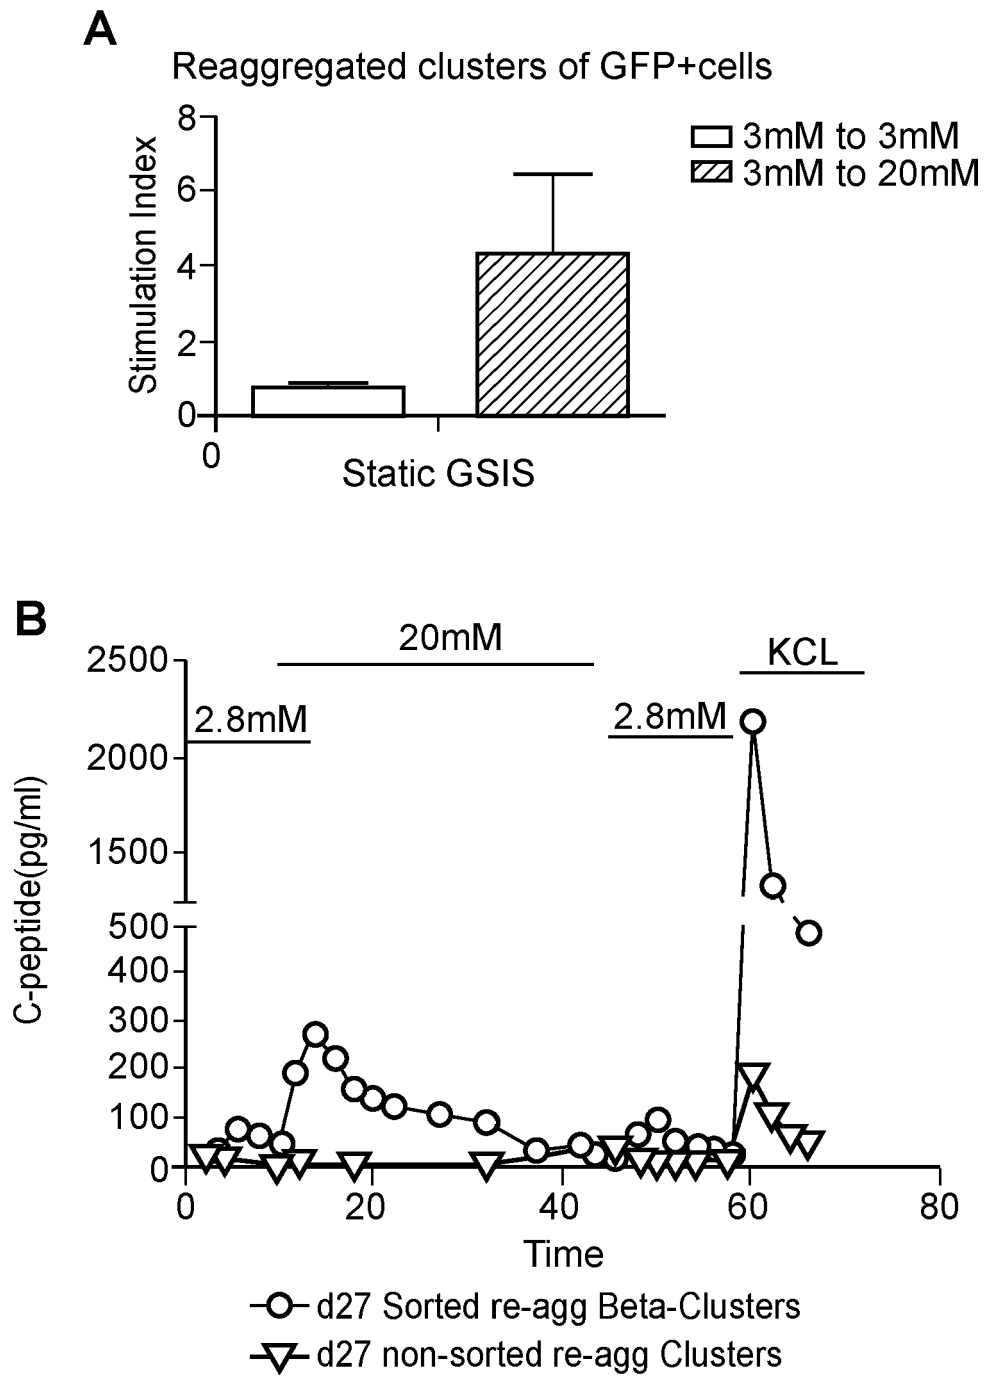 A
Reaggregated clusters of GFP+cells
8
6
4
2
0
0
Stimulation Index
Static GSIS
3mM to 3mM
3mM to 20mM
B
20mM
KCL
2.8mM
2.8mM
2500
2000
1500
500
400
300
200
100
0
C-peptide(pg/ml)
0 20 40 60 80
Time
d27 Sorted re-agg Beta-Clusters
d27 non-sorted re-agg Clusters